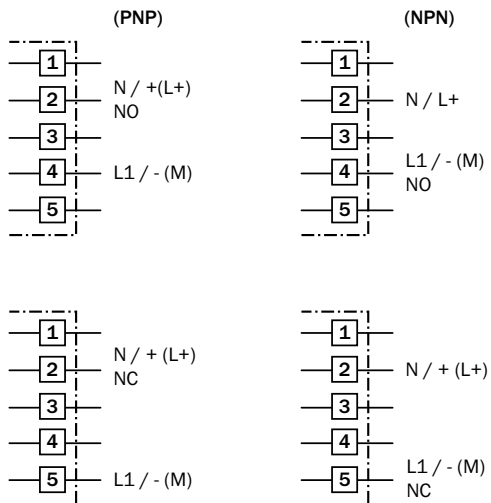 (PNP)
1
2
3
4
5
N / +(L+)
NO
L1 / - (M)
(NPN)
1
2
3
4
5
N / L+
L1 / - (M)
NO
1
2
3
4
5
N / + (L+)
NC
L1 / - (M)
1
2
3
4
5
N / + (L+)
L1 / - (M)
NC